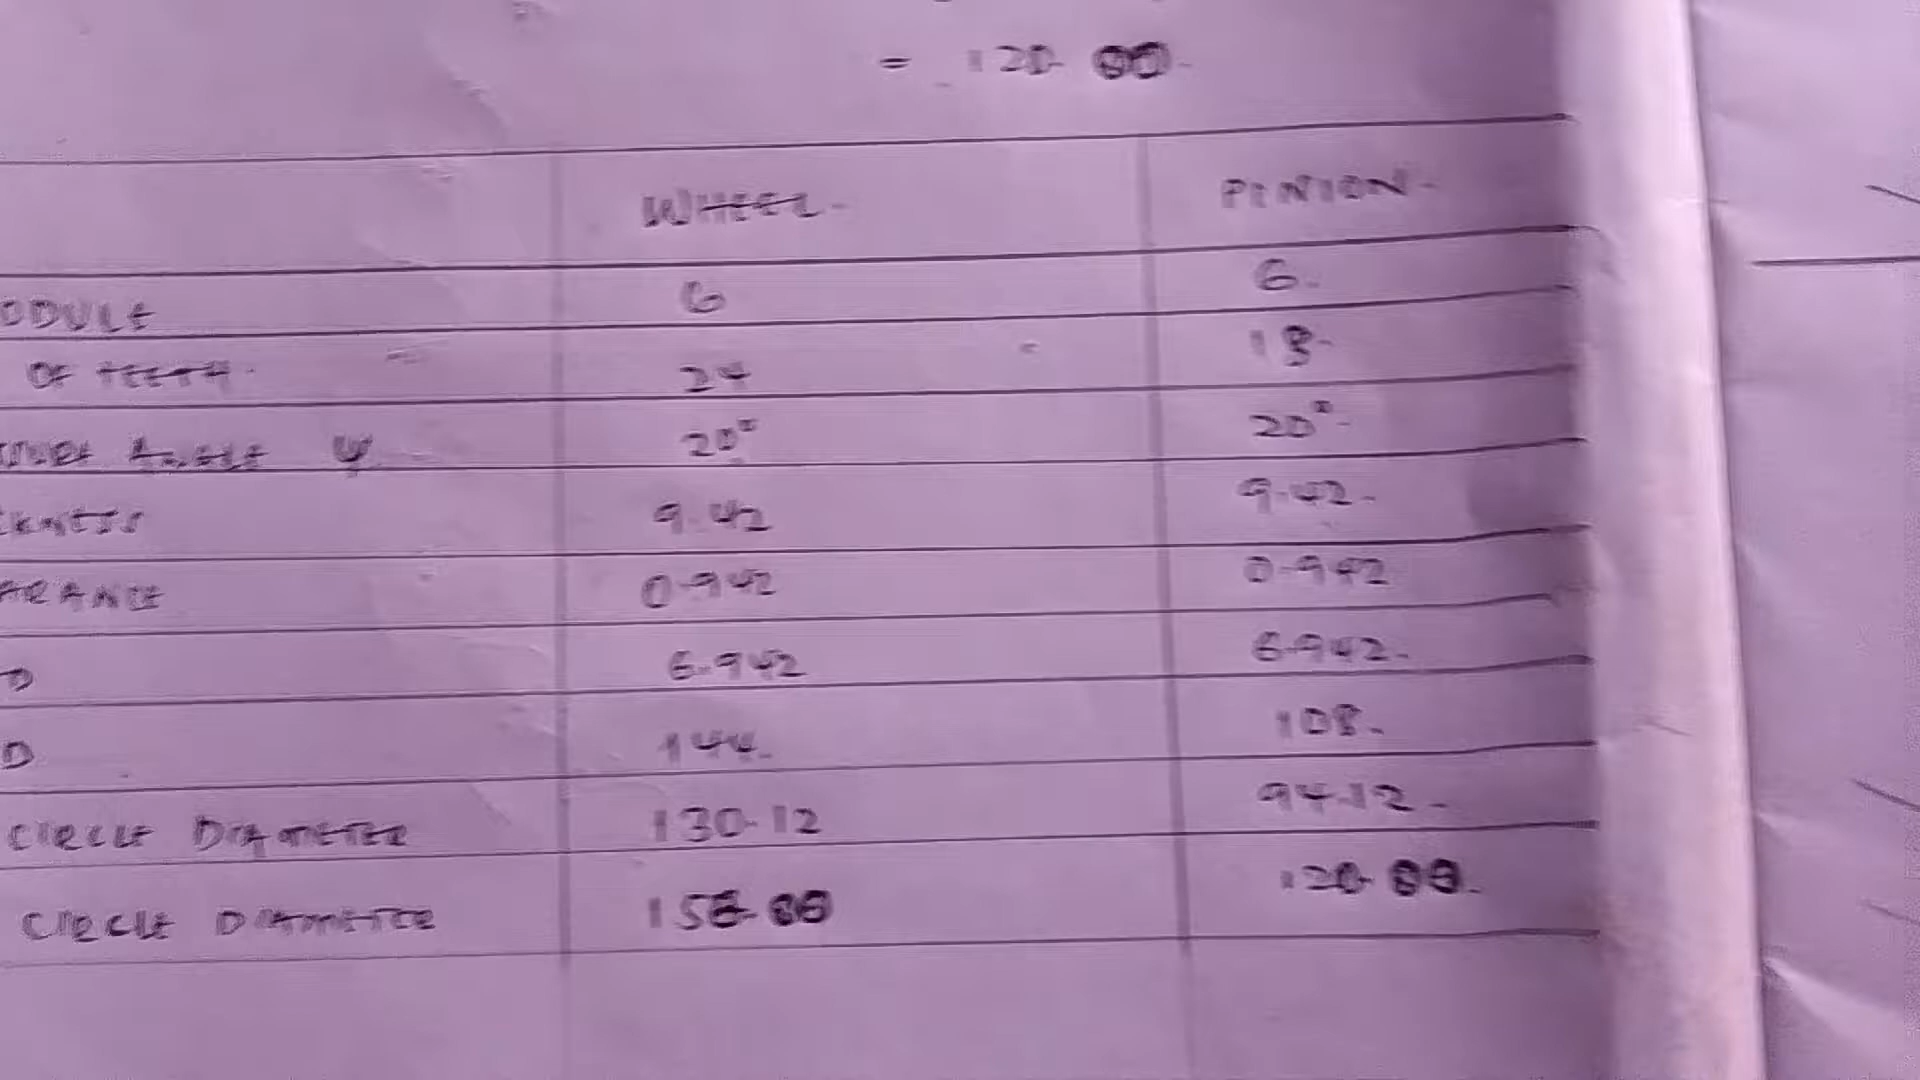 = 120.00
WHEEL PINION
ODULE 6 6
OF TEETH 24 18
ANGLE Ψ 20° 20°
CKNESS 9.42 9.42
ARANCE 0.942 0.942
D 6.942 6.942
D 144 108
CIRCLE DIAMETER 130.12 94.12
CIRCLE DIAMETER 156.00 120.00